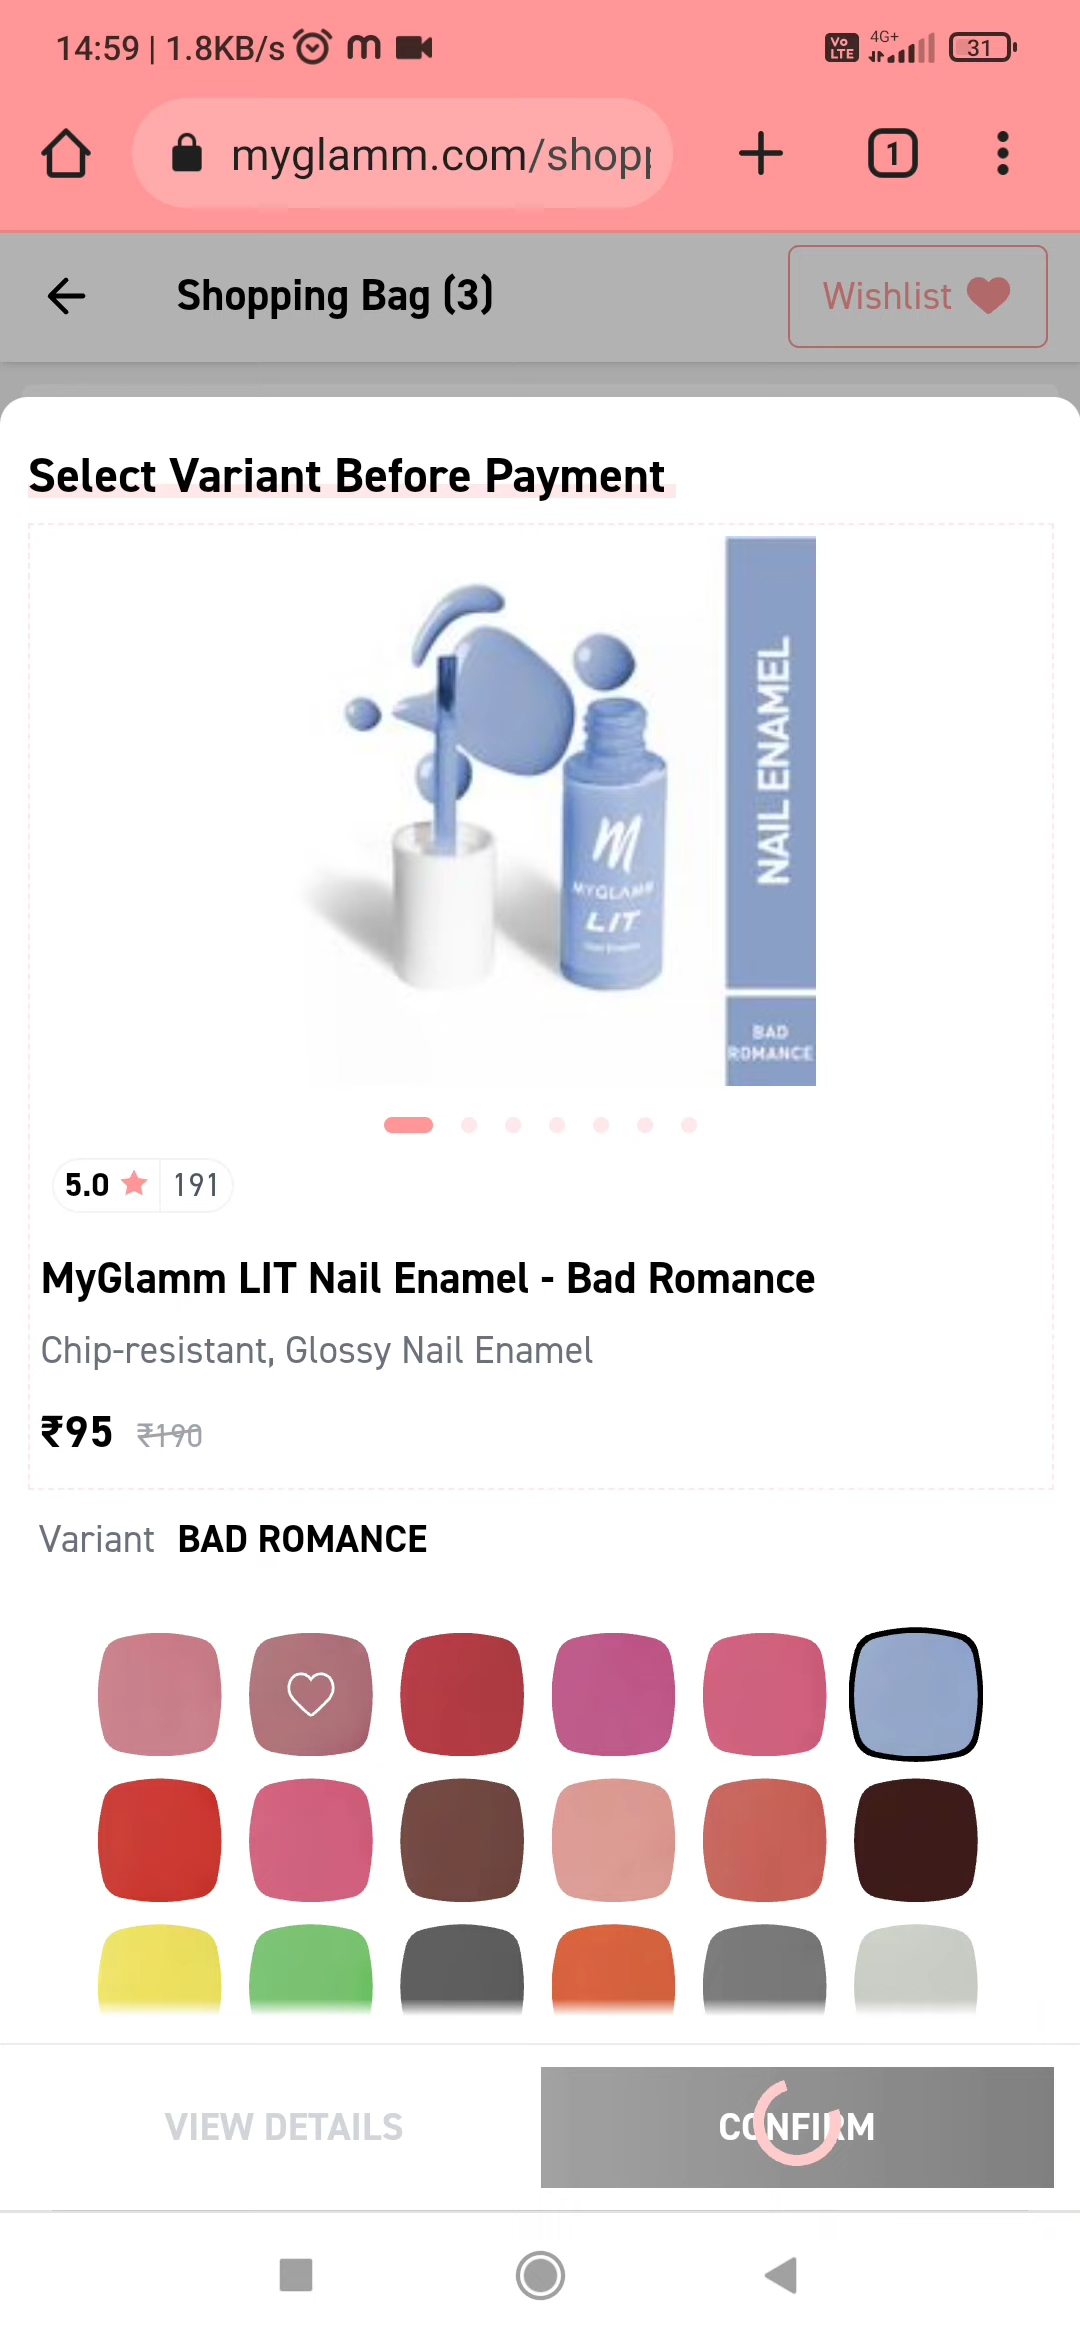 14:59 | 1.8KB/s
Vo LTE
4G+
31
myglamm.com/shop
1
Shopping Bag (3)
Wishlist
Select Variant Before Payment
NAIL ENAMEL
M
MYGLAMM
LIT
BAD
ROMANCE
5.0
191
MyGlamm LIT Nail Enamel - Bad Romance
Chip-resistant, Glossy Nail Enamel
₹95 ₹190
Variant BAD ROMANCE
VIEW DETAILS
CONFIRM